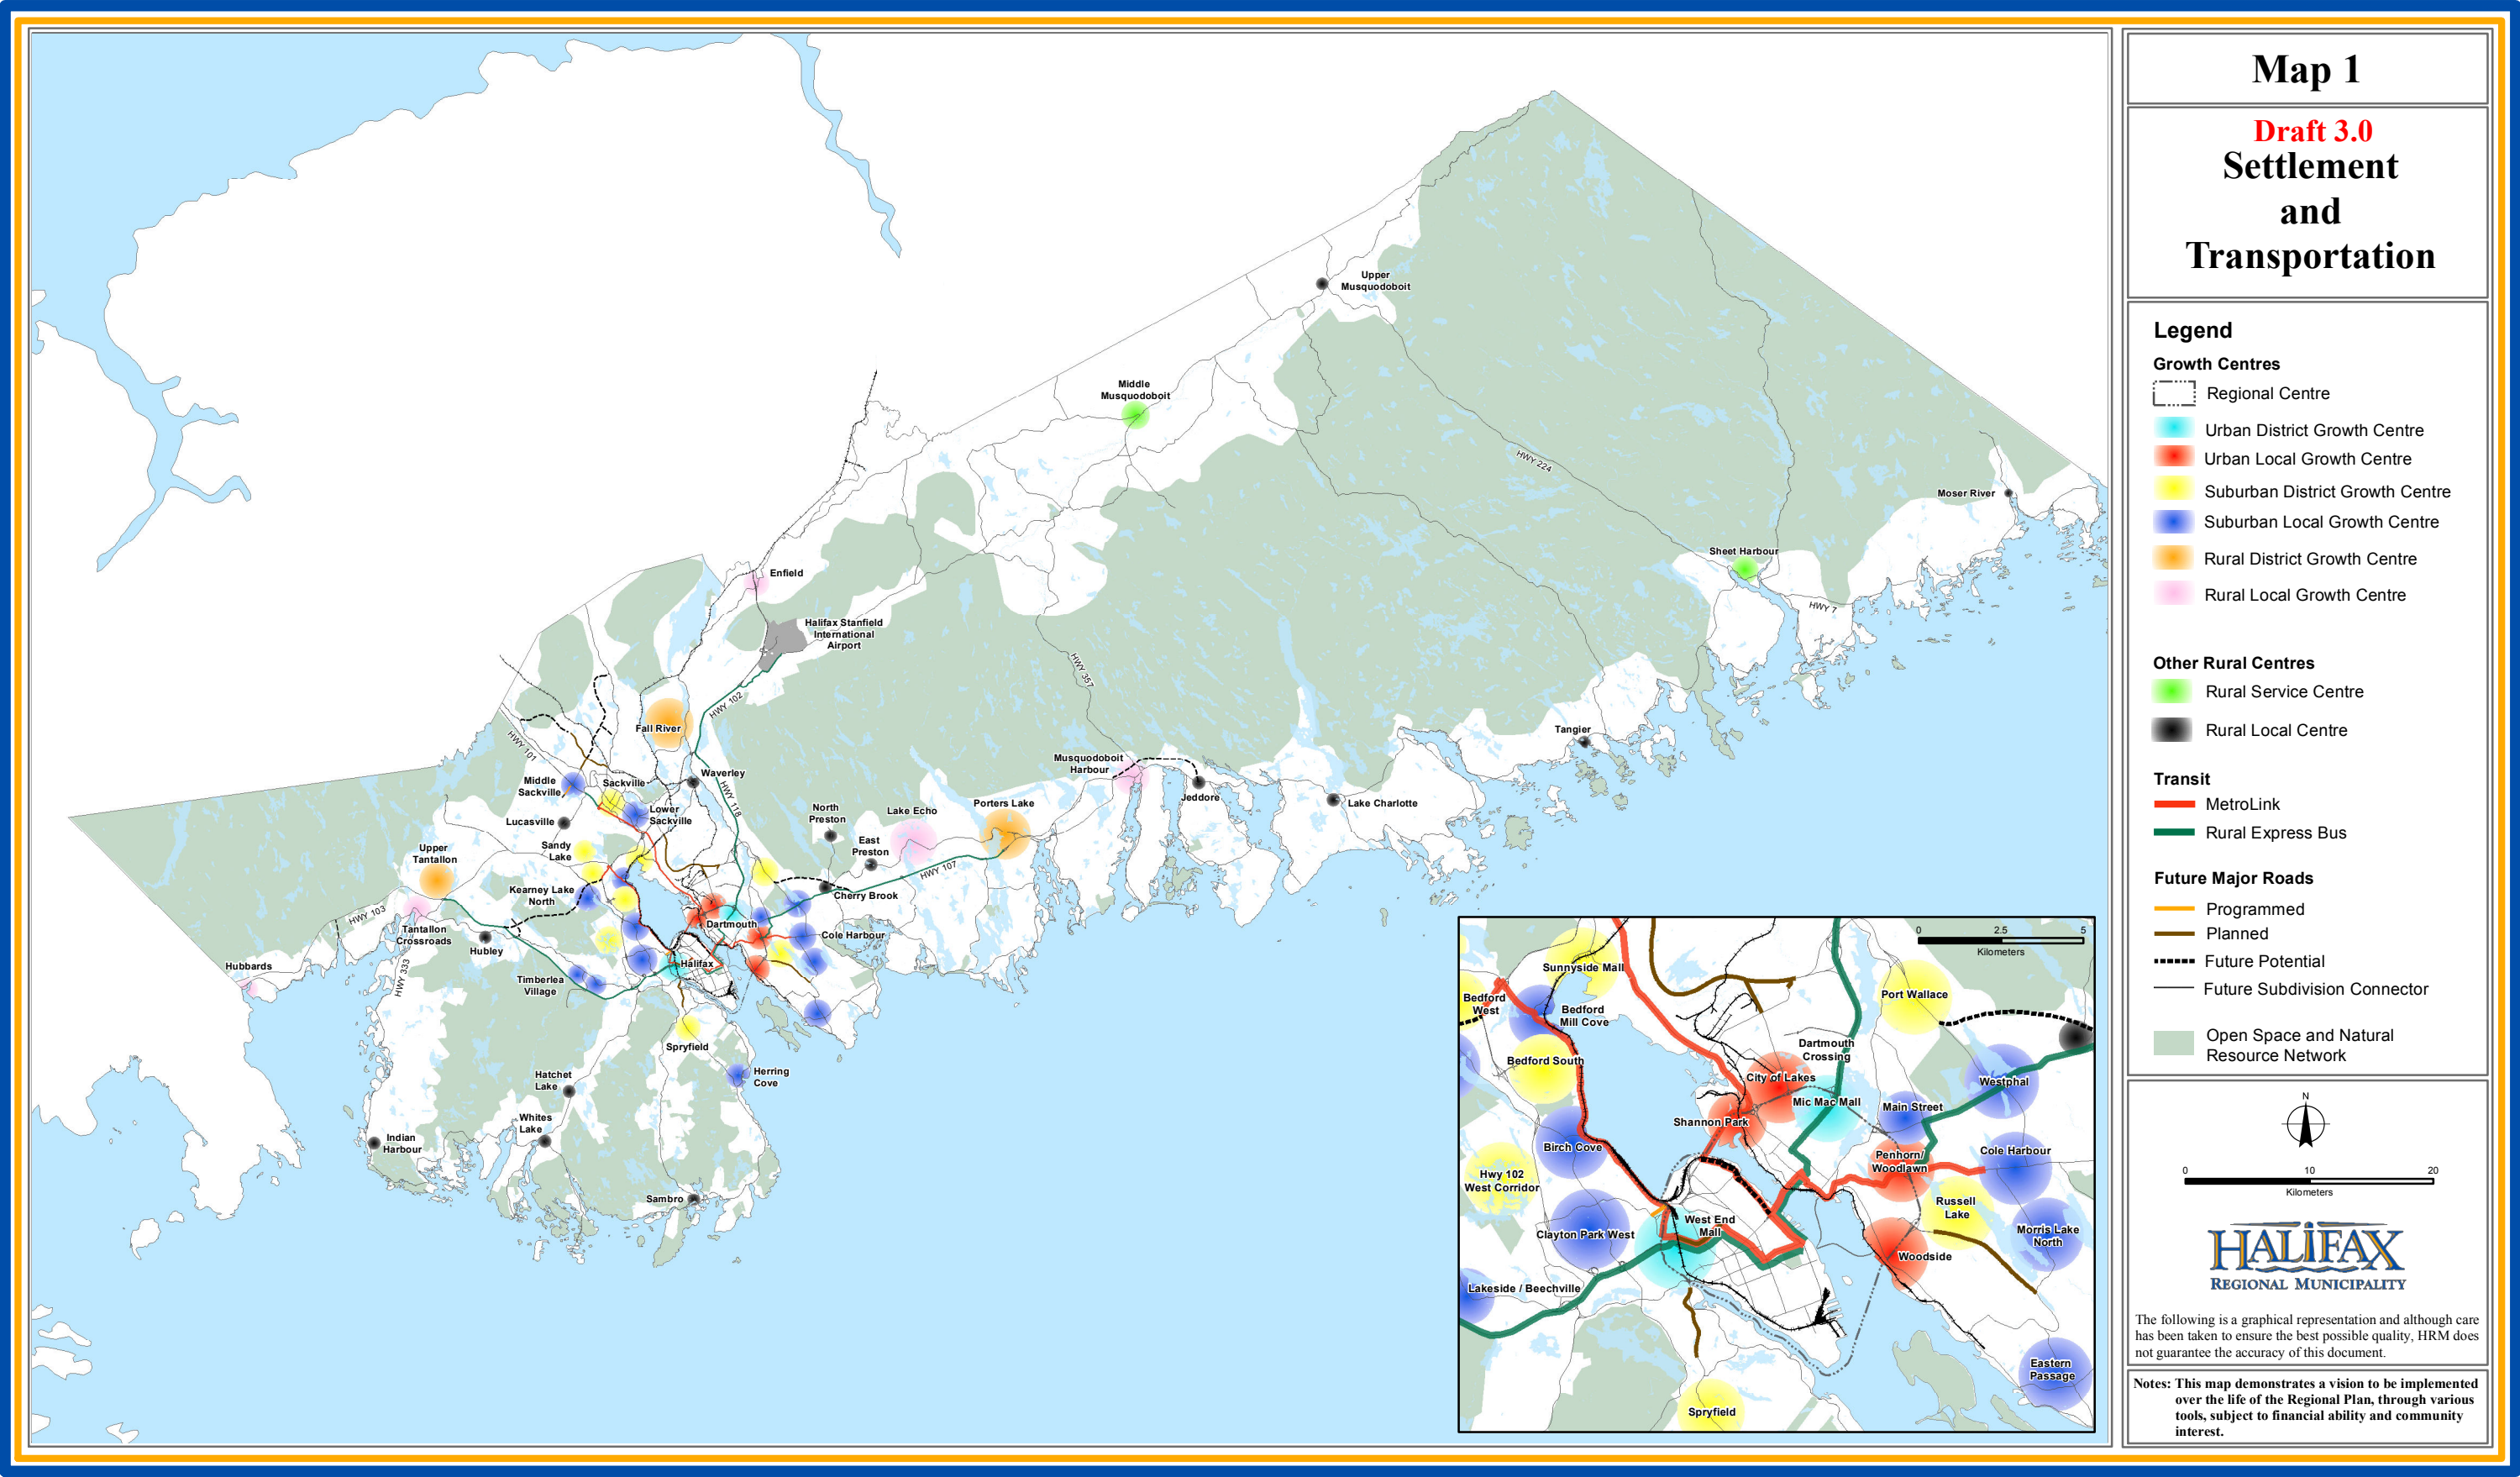 Map 1
Draft 3.0
Settlement
and
Transportation
Legend
Growth Centres
Regional Centre
Urban District Growth Centre
Urban Local Growth Centre
Suburban District Growth Centre
Suburban Local Growth Centre
Rural District Growth Centre
Rural Local Growth Centre
Other Rural Centres
Rural Service Centre
Rural Local Centre
Transit
MetroLink
Rural Express Bus
Future Major Roads
Programmed
Planned
Future Potential
Future Subdivision Connector
Open Space and Natural
Resource Network
N
0 10 20
Kilometers
HALIFAX
REGIONAL MUNICIPALITY
The following is a graphical representation and although care
has been taken to ensure the best possible quality, HRM does
not guarantee the accuracy of this document.
Notes: This map demonstrates a vision to be implemented
over the life of the Regional Plan, through various
tools, subject to financial ability and community
interest.
Upper
Musquodoboit
Middle
Musquodoboit
HWY 224
Moser River
Sheet Harbour
HWY 7
Enfield
Halifax Stanfield
International
Airport
HWY 357
HWY 102
Fall River
HWY 101
Tangier
Musquodoboit
Harbour
Waverley
Middle
Sackville
Sackville
HWY 118
Jeddore
Lake Charlotte
Lower
Sackville
Lucasville
North
Preston
Lake Echo
Porters Lake
East
Preston
Sandy
Lake
Upper
Tantallon
HWY 107
Kearney Lake
North
Cherry Brook
HWY 103
Dartmouth
Cole Harbour
Tantallon
Crossroads
Hubley
Halifax
Hubbards
HWY 333
Timberlea
Village
Spryfield
Hatchet
Lake
Herring
Cove
Whites
Lake
Indian
Harbour
Sambro
0 2.5 5
Kilometers
Sunnyside Mall
Bedford
West
Bedford
Mill Cove
Port Wallace
Dartmouth
Crossing
Bedford South
City of Lakes
Westphal
Mic Mac Mall
Main Street
Shannon Park
Birch Cove
Penhorn/
Woodlawn
Cole Harbour
Hwy 102
West Corridor
Russell
Lake
West End
Mall
Clayton Park West
Morris Lake
North
Woodside
Lakeside / Beechville
Eastern
Passage
Spryfield